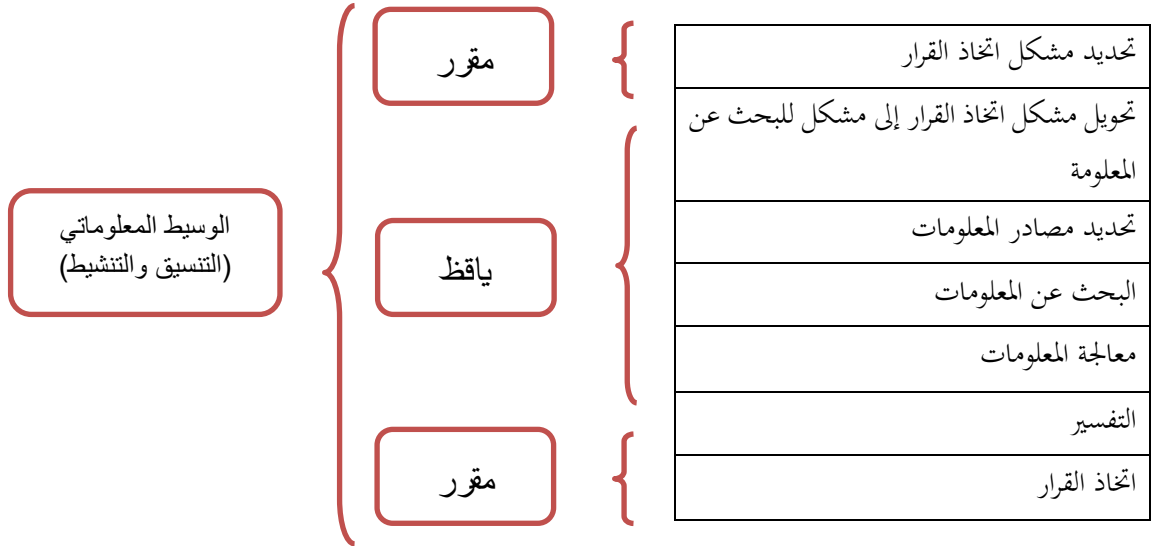 تحديد مشكل اتخاذ القرار
تحويل مشكل اتخاذ القرار إلى مشكل للبحث عن
المعلومة
تحديد مصادر المعلومات
البحث عن المعلومات
معالجة المعلومات
التفسير
اتخاذ القرار
مقرر
ياقظ
مقرر
الوسيط المعلوماتي
(التنسيق والتنشيط)